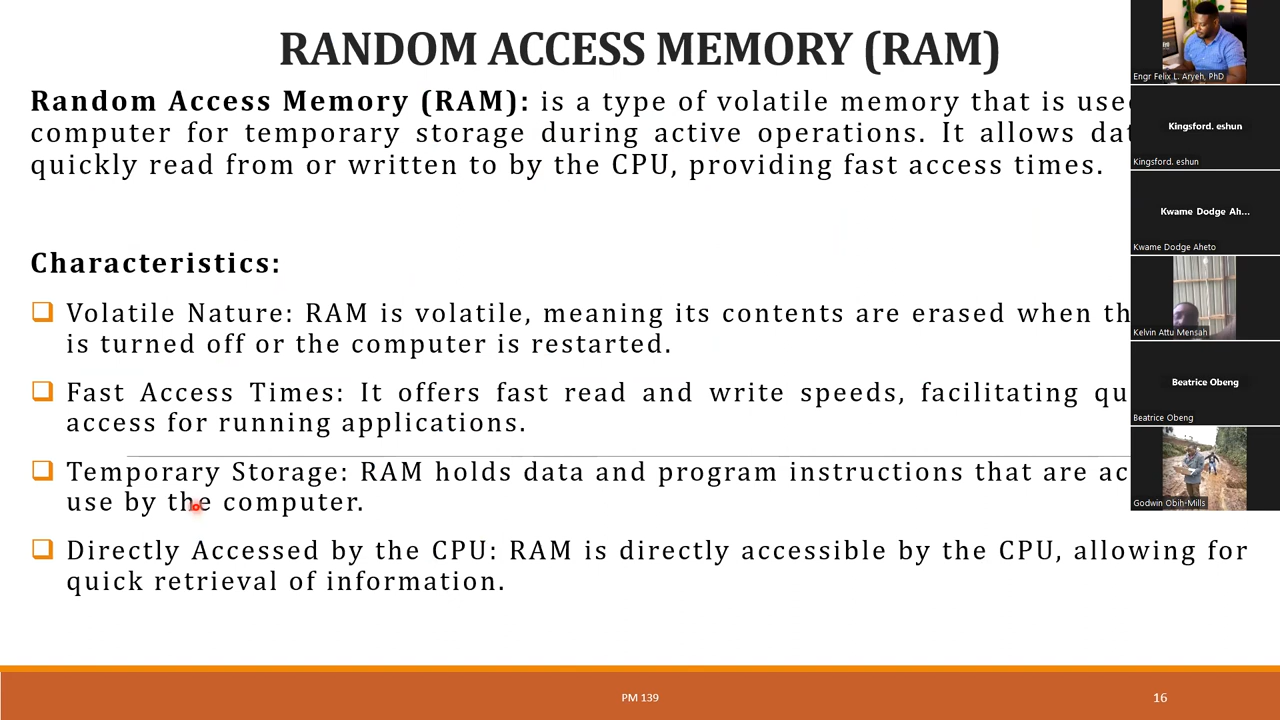 RANDOM ACCESS MEMORY (RAM)
Random Access Memory (RAM): is a type of volatile memory that is
computer for temporary storage during active operations. It allows
quickly read from or written to by the CPU, providing fast access times.
Characteristics:
Volatile Nature: RAM is volatile, meaning its contents are erased when
is turned off or the computer is restarted.
Fast Access Times: It offers fast read and write speeds, facilitating
access for running applications.
Temporary Storage: RAM holds data and program instructions that are
use by the computer.
Directly Accessed by the CPU: RAM is directly accessible by the CPU, allowing for
quick retrieval of information.
PM 139
16
Engr Felix L. Aryeh, PhD
Kingsford. eshun
Kingsford. eshun
Kwame Dodge Ah...
Kwame Dodge Aheto
Kelvin Attu Mensah
Beatrice Obeng
Beatrice Obeng
Godwin Obih-Mills